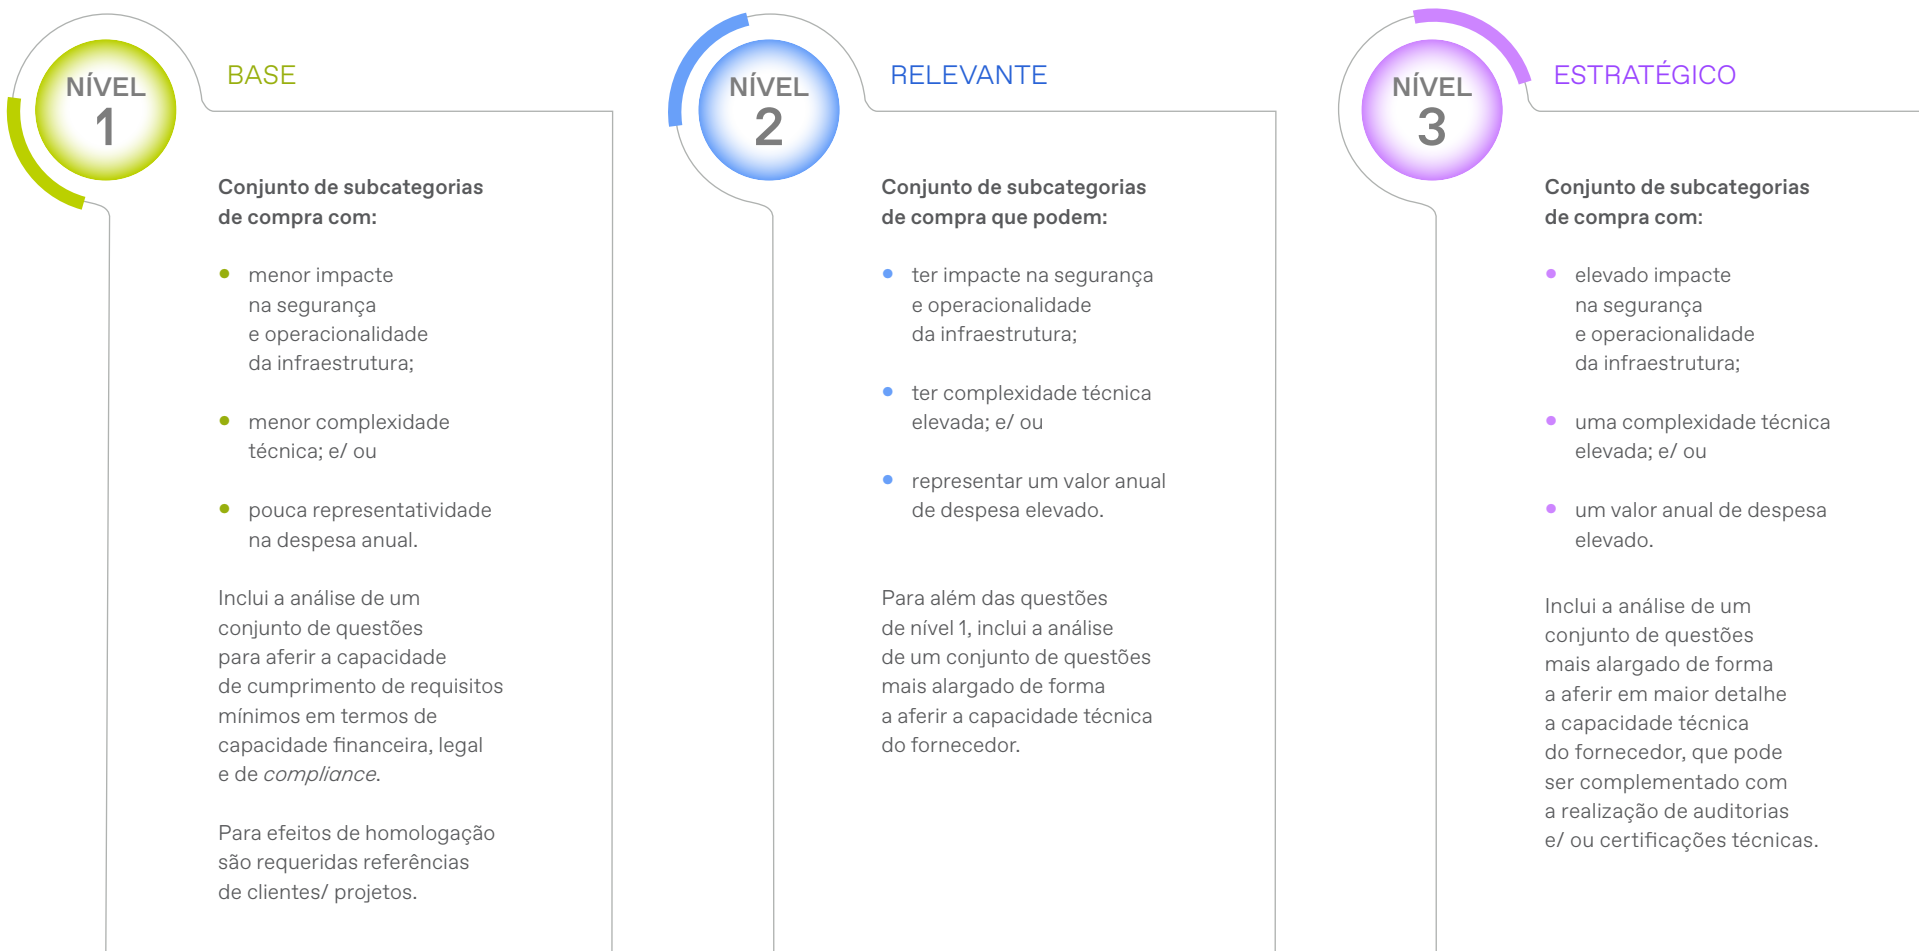 NÍVEL
1
BASE
Conjunto de subcategorias
de compra com:
• menor impacte
na segurança
e operacionalidade
da infraestrutura;
• menor complexidade
técnica; e/ ou
• pouca representatividade
na despesa anual.
Inclui a análise de um
conjunto de questões
para aferir a capacidade
de cumprimento de requisitos
mínimos em termos de
capacidade financeira, legal
e de compliance.
Para efeitos de homologação
são requeridas referências
de clientes/ projetos.
NÍVEL
2
RELEVANTE
Conjunto de subcategorias
de compra que podem:
• ter impacte na segurança
e operacionalidade
da infraestrutura;
• ter complexidade técnica
elevada; e/ ou
• representar um valor anual
de despesa elevado.
Para além das questões
de nível 1, inclui a análise
de um conjunto de questões
mais alargado de forma
a aferir a capacidade técnica
do fornecedor.
NÍVEL
3
ESTRATÉGICO
Conjunto de subcategorias
de compra com:
• elevado impacte
na segurança
e operacionalidade
da infraestrutura;
• uma complexidade técnica
elevada; e/ ou
• um valor anual de despesa
elevado.
Inclui a análise de um
conjunto de questões
mais alargado de forma
a aferir em maior detalhe
a capacidade técnica
do fornecedor, que pode
ser complementado com
a realização de auditorias
e/ ou certificações técnicas.